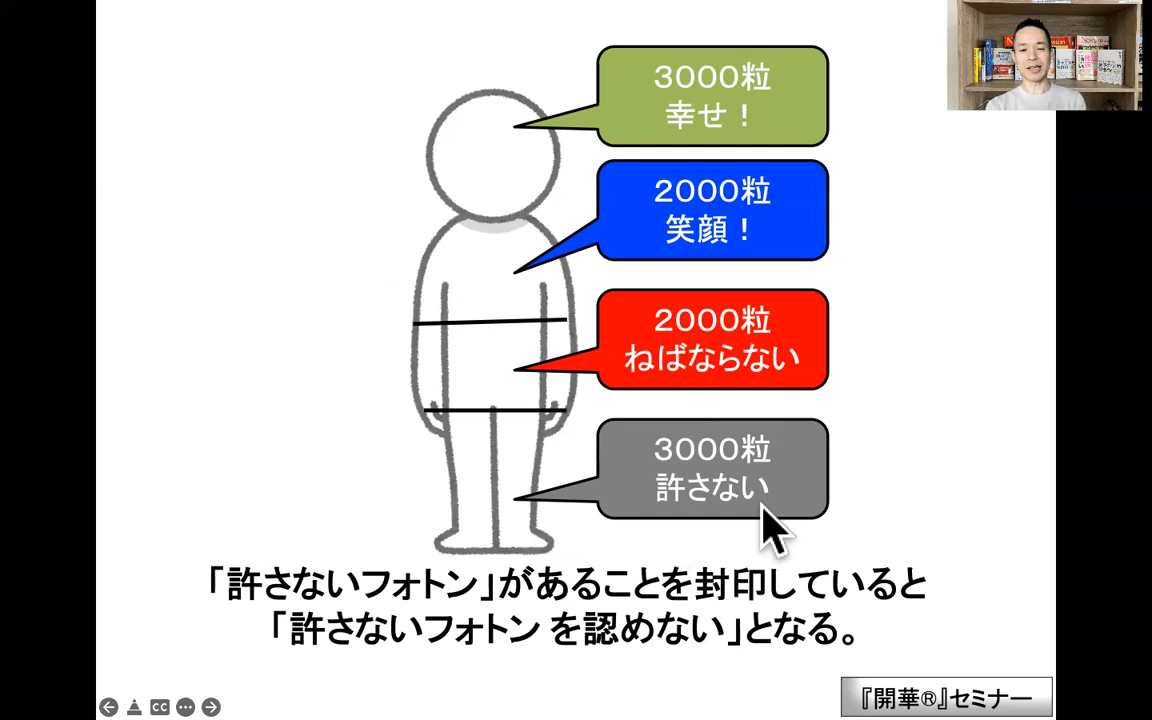 3000粒
幸せ！
2000粒
笑顔！
2000粒
ねばならない
3000粒
許さない
「許さないフォトン」があることを封印していると
「許さないフォトン を認めない」となる。
『開華®』セミナー
CC